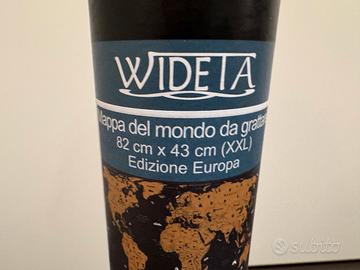 WIDETA
Mappa del mondo da gratta
82 cm x 43 cm (XXL)
Edizione Europa
subito